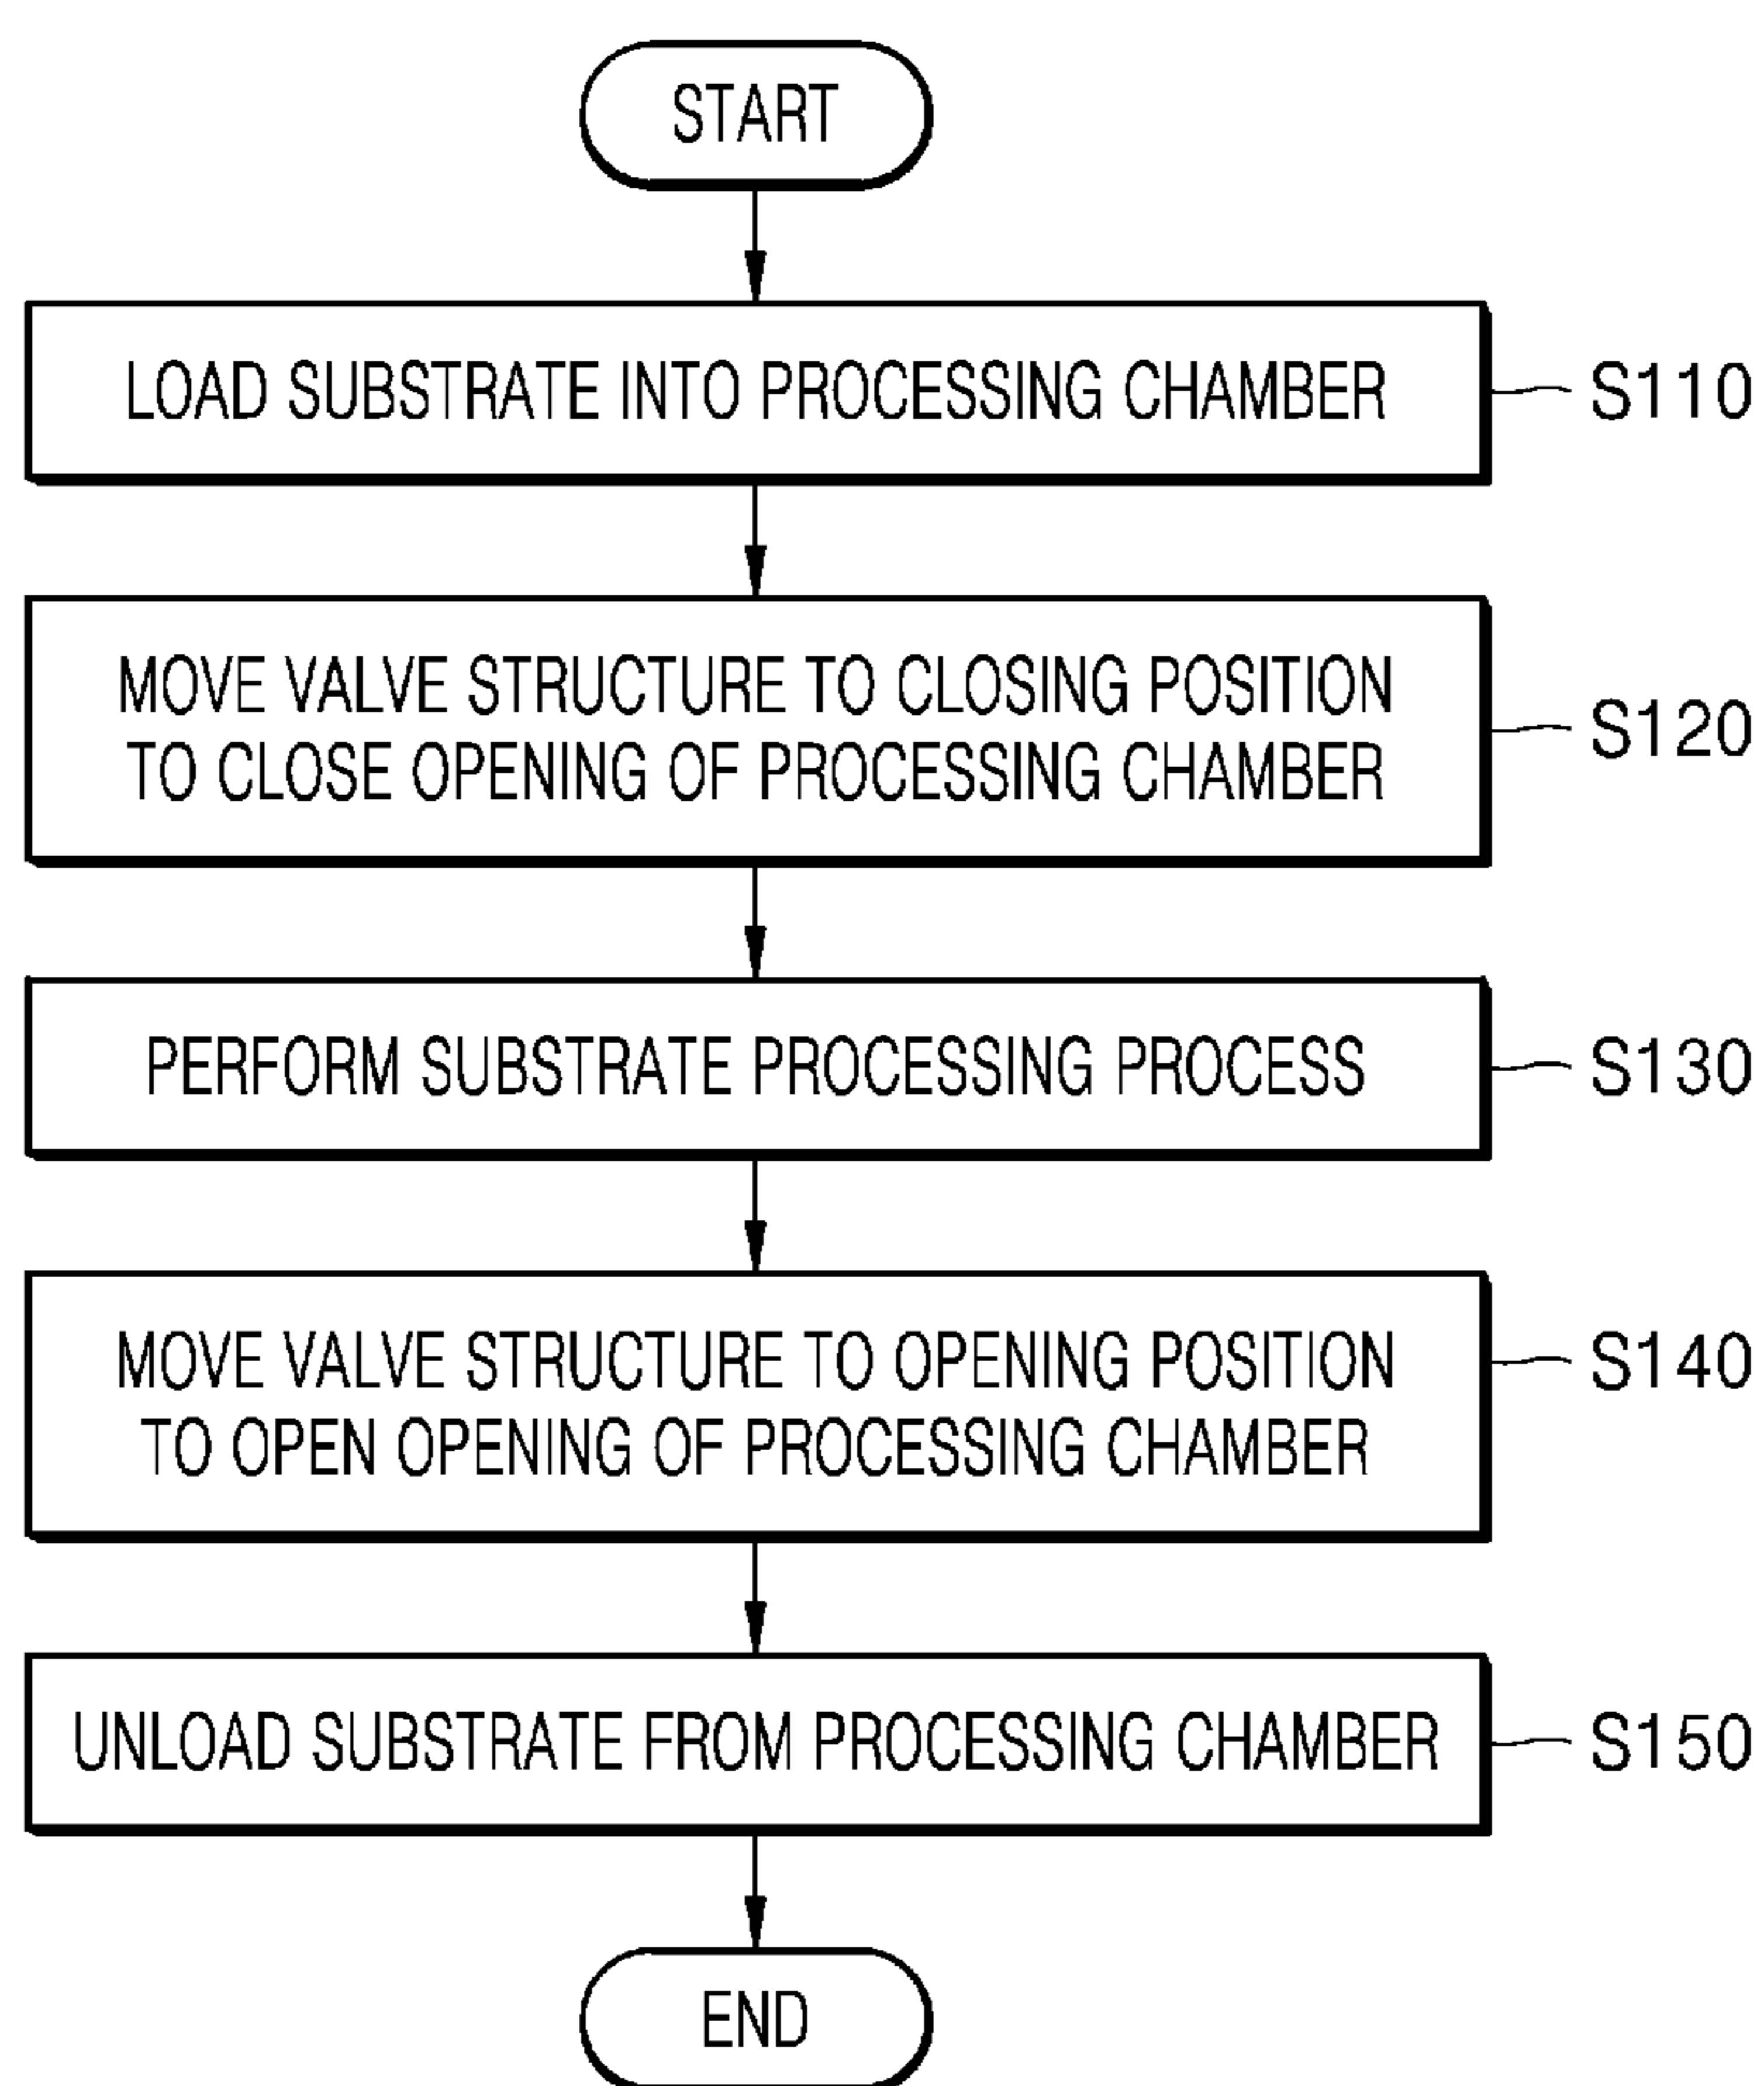 START
LOAD SUBSTRATE INTO PROCESSING CHAMBER
S110
MOVE VALVE STRUCTURE TO CLOSING POSITION
TO CLOSE OPENING OF PROCESSING CHAMBER
S120
PERFORM SUBSTRATE PROCESSING PROCESS
S130
MOVE VALVE STRUCTURE TO OPENING POSITION
TO OPEN OPENING OF PROCESSING CHAMBER
S140
UNLOAD SUBSTRATE FROM PROCESSING CHAMBER
S150
END